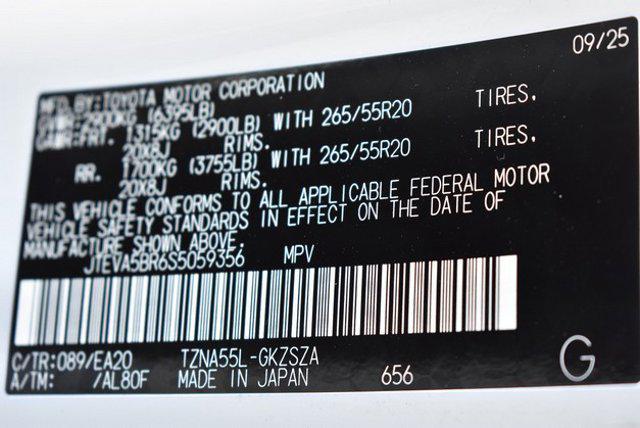 09/25
MFD BY:TOYOTA MOTOR CORPORATION
GVWR-2900KG (6395LB)
GAWR-FRT. 1315KG (2900LB) WITH 265/55R20 TIRES.
20X8J RIMS.
RR. 1700KG (3755LB) WITH 265/55R20 TIRES.
20X8J RIMS.
THIS VEHICLE CONFORMS TO ALL APPLICABLE FEDERAL MOTOR
VEHICLE SAFETY STANDARDS IN EFFECT ON THE DATE OF
MANUFACTURE SHOWN ABOVE.
JTEVA5BR6S5059356 MPV
C/TR:089/EA20 TZNA55L-GKZSZA
A/TM: /AL80F MADE IN JAPAN 656
G